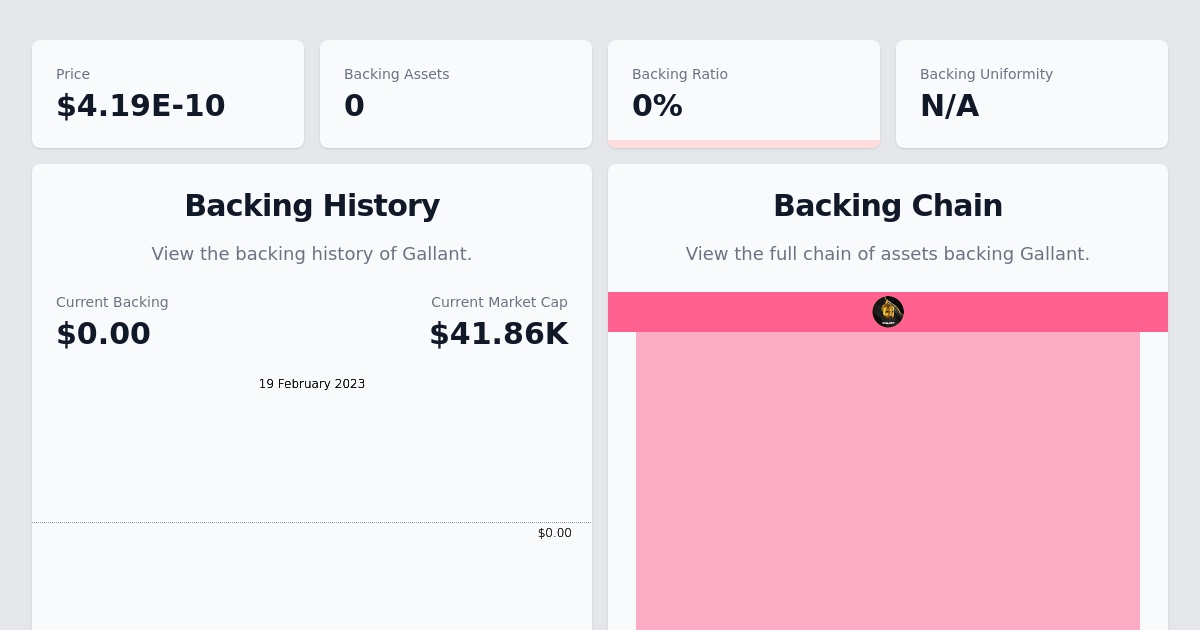 Price
$4.19E-10
Backing Assets
0
Backing Ratio
0%
Backing Uniformity
N/A
Backing History
View the backing history of Gallant.
Current Backing
$0.00
Current Market Cap
$41.86K
19 February 2023
$0.00
Backing Chain
View the full chain of assets backing Gallant.